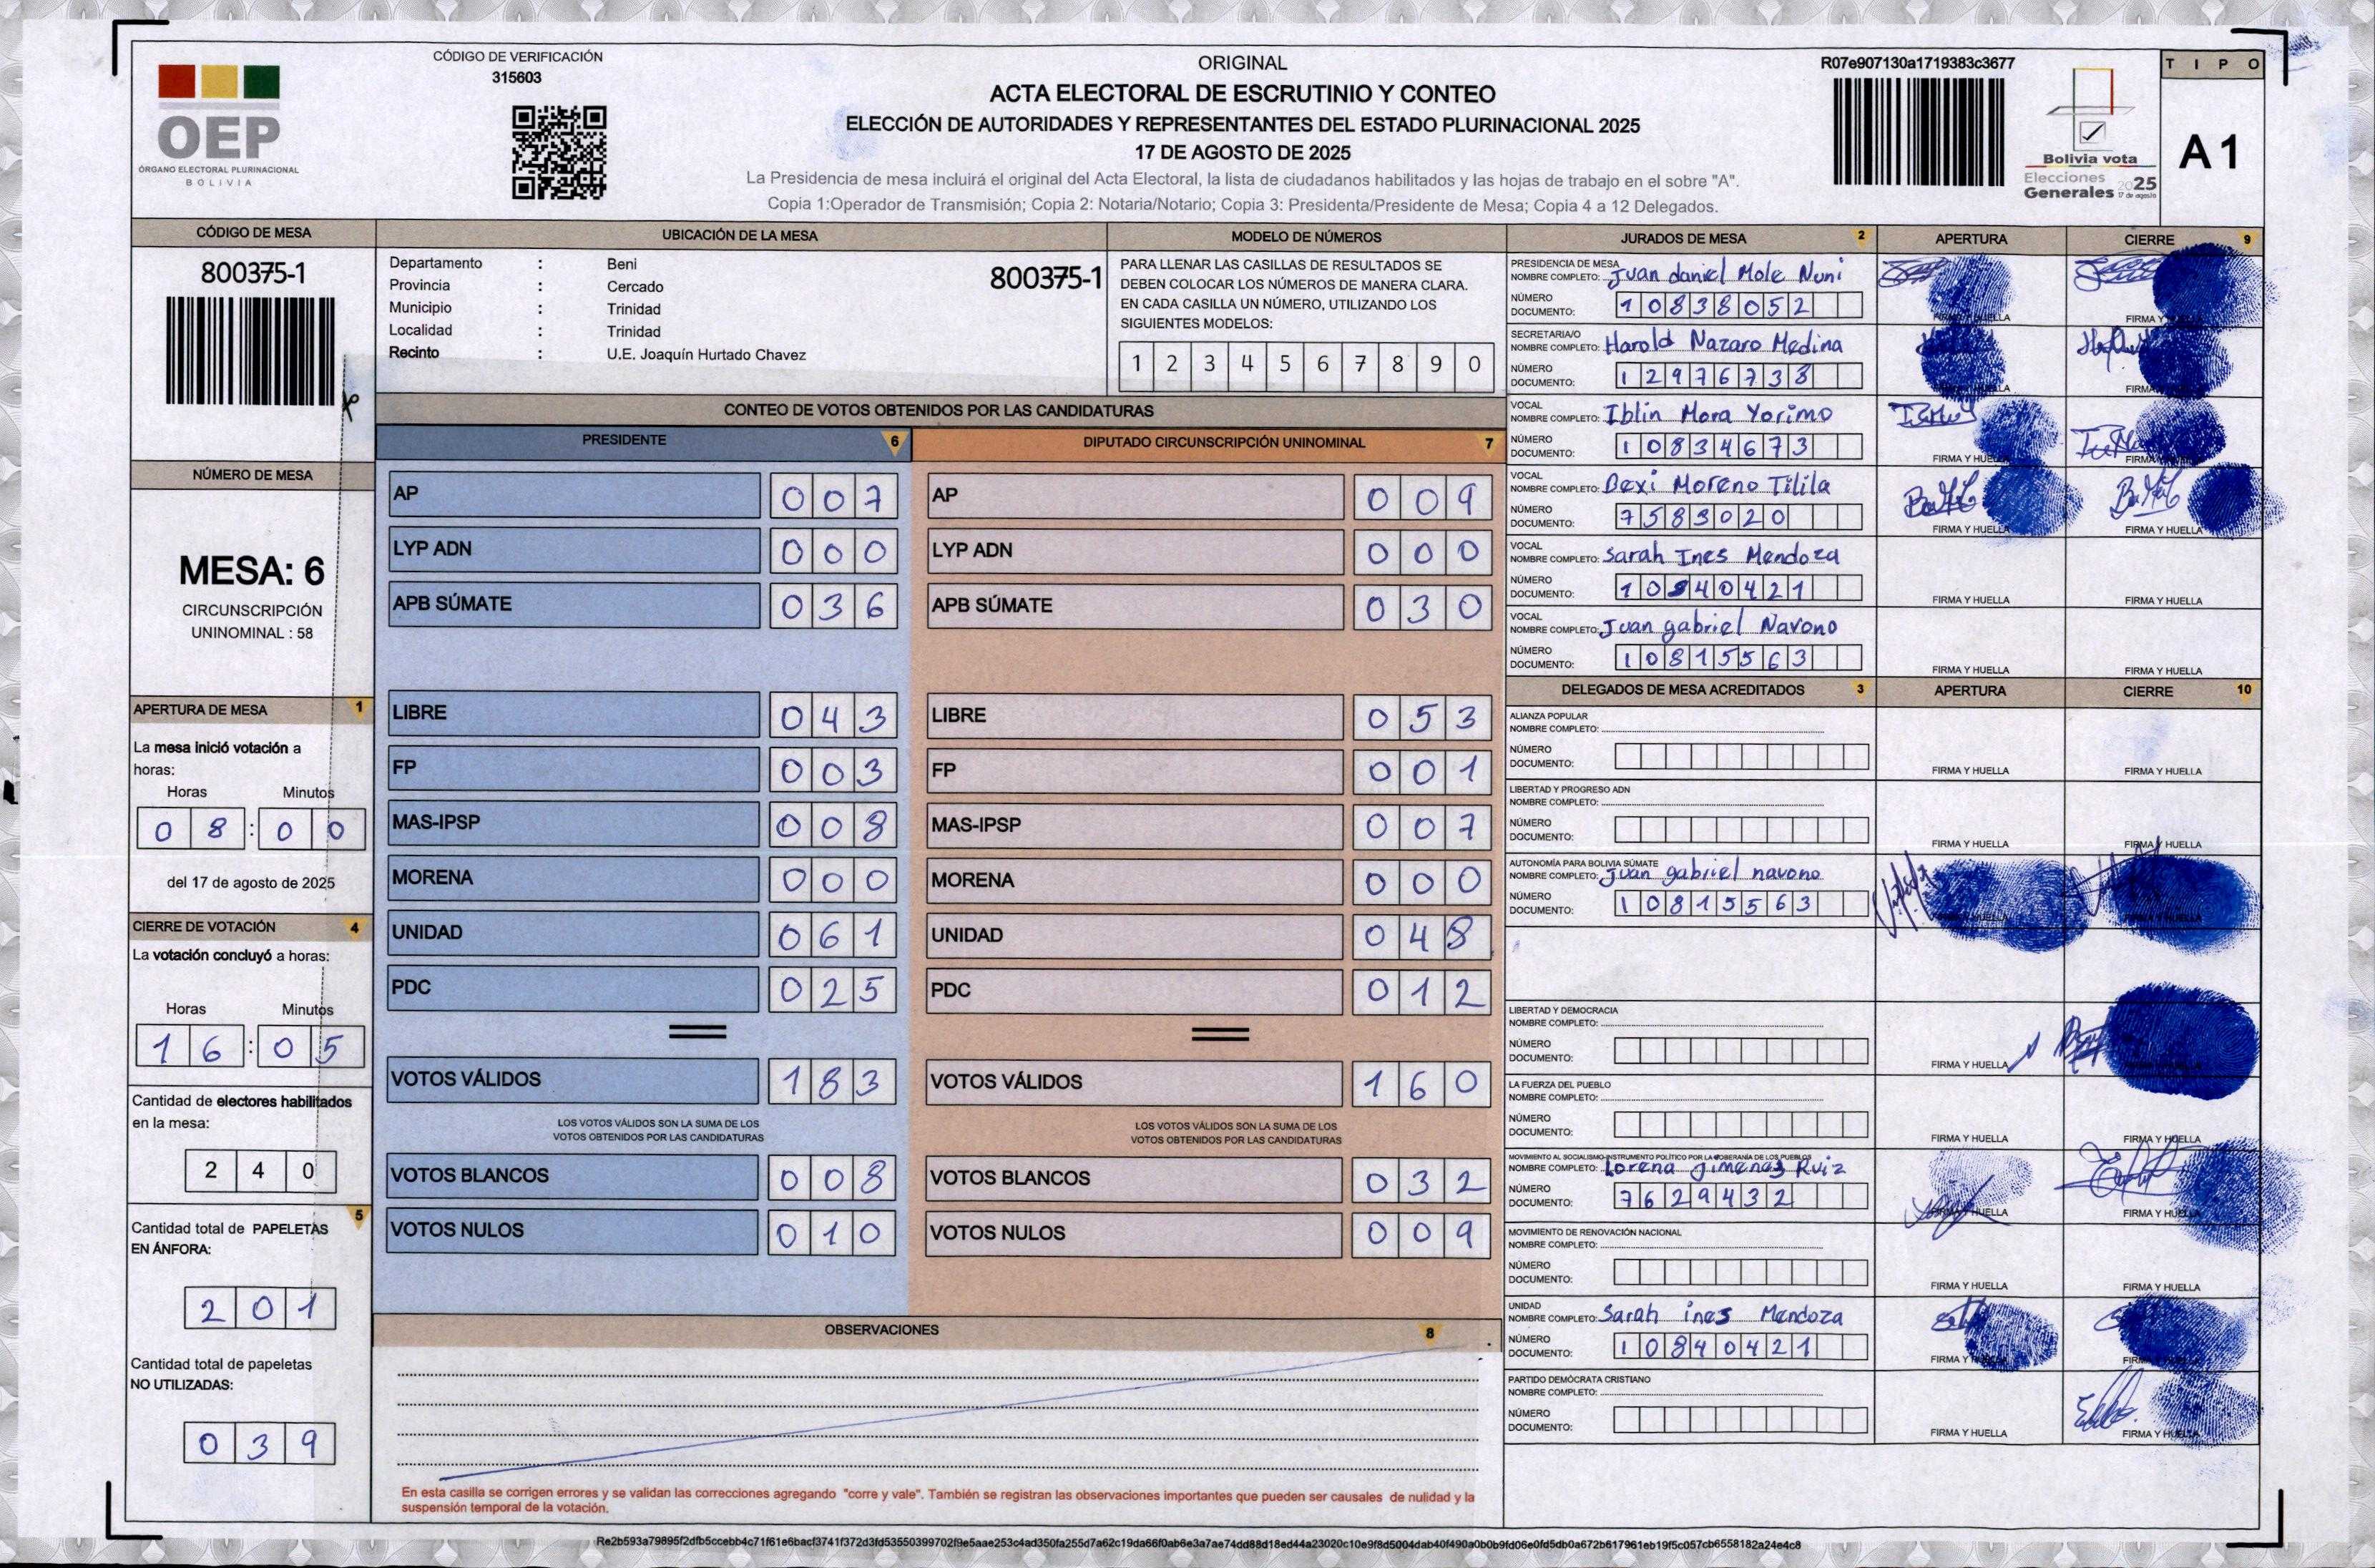 CÓDIGO DE VERIFICACIÓN
315603
OEP
ÓRGANO ELECTORAL PLURINACIONAL
BOLIVIA
ORIGINAL
ACTA ELECTORAL DE ESCRUTINIO Y CONTEO
ELECCIÓN DE AUTORIDADES Y REPRESENTANTES DEL ESTADO PLURINACIONAL 2025
17 DE AGOSTO DE 2025
La Presidencia de mesa incluirá el original del Acta Electoral, la lista de ciudadanos habilitados y las hojas de trabajo en el sobre "A".
Copia 1:Operador de Transmisión; Copia 2: Notaria/Notario; Copia 3: Presidenta/Presidente de Mesa; Copia 4 a 12 Delegados.
R07e907130a1719383c3677
Bolivia vota
Elecciones
Generales 2025
17 de agosto
TIPO
A 1
CÓDIGO DE MESA
800375-1
NÚMERO DE MESA
MESA: 6
CIRCUNSCRIPCIÓN
UNINOMINAL : 58
APERTURA DE MESA 1
La mesa inició votación a
horas:
Horas Minutos
0 8 : 0 0
del 17 de agosto de 2025
CIERRE DE VOTACIÓN 4
La votación concluyó a horas:
Horas Minutos
1 6 : 0 5
Cantidad de electores habilitados
en la mesa:
2 4 0
5
Cantidad total de PAPELETAS
EN ÁNFORA:
2 0 1
Cantidad total de papeletas
NO UTILIZADAS:
0 3 9
UBICACIÓN DE LA MESA
Departamento : Beni
800375-1
Provincia : Cercado
Municipio : Trinidad
Localidad : Trinidad
Recinto : U.E. Joaquín Hurtado Chavez
MODELO DE NÚMEROS
PARA LLENAR LAS CASILLAS DE RESULTADOS SE
DEBEN COLOCAR LOS NÚMEROS DE MANERA CLARA.
EN CADA CASILLA UN NÚMERO, UTILIZANDO LOS
SIGUIENTES MODELOS:
1 2 3 4 5 6 7 8 9 0
CONTEO DE VOTOS OBTENIDOS POR LAS CANDIDATURAS
PRESIDENTE 6
AP 0 0 7
LYP ADN 0 0 0
APB SÚMATE 0 3 6
LIBRE 0 4 3
FP 0 0 3
MAS-IPSP 0 0 8
MORENA 0 0 0
UNIDAD 0 6 1
PDC 0 2 5
VOTOS VÁLIDOS 1 8 3
LOS VOTOS VÁLIDOS SON LA SUMA DE LOS
VOTOS OBTENIDOS POR LAS CANDIDATURAS
VOTOS BLANCOS 0 0 8
VOTOS NULOS 0 1 0
DIPUTADO CIRCUNSCRIPCIÓN UNINOMINAL 7
AP 0 0 9
LYP ADN 0 0 0
APB SÚMATE 0 3 0
LIBRE 0 5 3
FP 0 0 1
MAS-IPSP 0 0 7
MORENA 0 0 0
UNIDAD 0 4 8
PDC 0 1 2
VOTOS VÁLIDOS 1 6 0
LOS VOTOS VÁLIDOS SON LA SUMA DE LOS
VOTOS OBTENIDOS POR LAS CANDIDATURAS
VOTOS BLANCOS 0 3 2
VOTOS NULOS 0 0 9
OBSERVACIONES 8
En esta casilla se corrigen errores y se validan las correcciones agregando "corre y vale". También se registran las observaciones importantes que pueden ser causales de nulidad y la
suspensión temporal de la votación.
JURADOS DE MESA 2 APERTURA CIERRE 9
PRESIDENCIA DE MESA
NOMBRE COMPLETO: Juan daniel Mole Nuni
NÚMERO
DOCUMENTO: 1 0 8 3 8 0 5 2
FIRMA Y HUELLA
SECRETARIA/O
NOMBRE COMPLETO: Harold Nazaro Medina
NÚMERO
DOCUMENTO: 1 2 9 7 6 7 3 8
FIRMA Y HUELLA
VOCAL
NOMBRE COMPLETO: Iblin Mora Yorimo
NÚMERO
DOCUMENTO: 1 0 8 3 4 6 7 3
FIRMA Y HUELLA
VOCAL
NOMBRE COMPLETO: Dexi Moreno Tilila
NÚMERO
DOCUMENTO: 7 5 8 3 0 2 0
FIRMA Y HUELLA FIRMA Y HUELLA
VOCAL
NOMBRE COMPLETO: Sarah Ines Mendoza
NÚMERO
DOCUMENTO: 1 0 8 4 0 4 2 1
FIRMA Y HUELLA FIRMA Y HUELLA
VOCAL
NOMBRE COMPLETO: Juan gabriel Navono
NÚMERO
DOCUMENTO: 1 0 8 1 5 5 6 3
FIRMA Y HUELLA FIRMA Y HUELLA
DELEGADOS DE MESA ACREDITADOS 3 APERTURA CIERRE 10
ALIANZA POPULAR
NOMBRE COMPLETO:
NÚMERO
DOCUMENTO:
FIRMA Y HUELLA FIRMA Y HUELLA
LIBERTAD Y PROGRESO ADN
NOMBRE COMPLETO:
NÚMERO
DOCUMENTO:
FIRMA Y HUELLA FIRMA Y HUELLA
AUTONOMÍA PARA BOLIVIA SÚMATE
NOMBRE COMPLETO: Juan gabriel navono
NÚMERO
DOCUMENTO: 1 0 8 1 5 5 6 3
LIBERTAD Y DEMOCRACIA
NOMBRE COMPLETO:
NÚMERO
DOCUMENTO:
FIRMA Y HUELLA
LA FUERZA DEL PUEBLO
NOMBRE COMPLETO:
NÚMERO
DOCUMENTO:
FIRMA Y HUELLA FIRMA Y HUELLA
MOVIMIENTO AL SOCIALISMO-INSTRUMENTO POLÍTICO POR LA SOBERANÍA DE LOS PUEBLOS
NOMBRE COMPLETO: Lorena Jimenez Ruiz
NÚMERO
DOCUMENTO: 7 6 2 9 4 3 2
FIRMA Y HUELLA FIRMA Y HUELLA
MOVIMIENTO DE RENOVACIÓN NACIONAL
NOMBRE COMPLETO:
NÚMERO
DOCUMENTO:
FIRMA Y HUELLA FIRMA Y HUELLA
UNIDAD
NOMBRE COMPLETO: Sarah ines Mendoza
NÚMERO
DOCUMENTO: 1 0 8 4 0 4 2 1
FIRMA Y HUELLA
PARTIDO DEMÓCRATA CRISTIANO
NOMBRE COMPLETO:
NÚMERO
DOCUMENTO:
FIRMA Y HUELLA FIRMA Y HUELLA